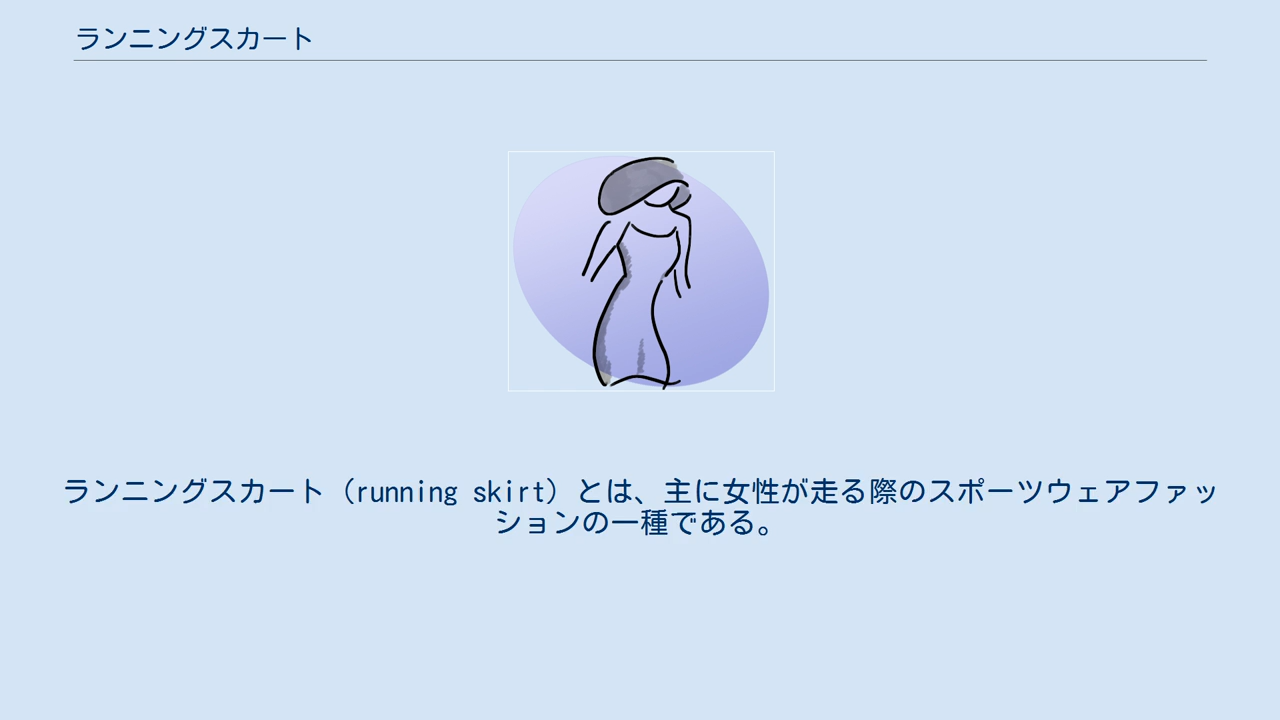 ランニングスカート
ランニングスカート（running skirt）とは、主に女性が走る際のスポーツウェアファッ
ションの一種である。